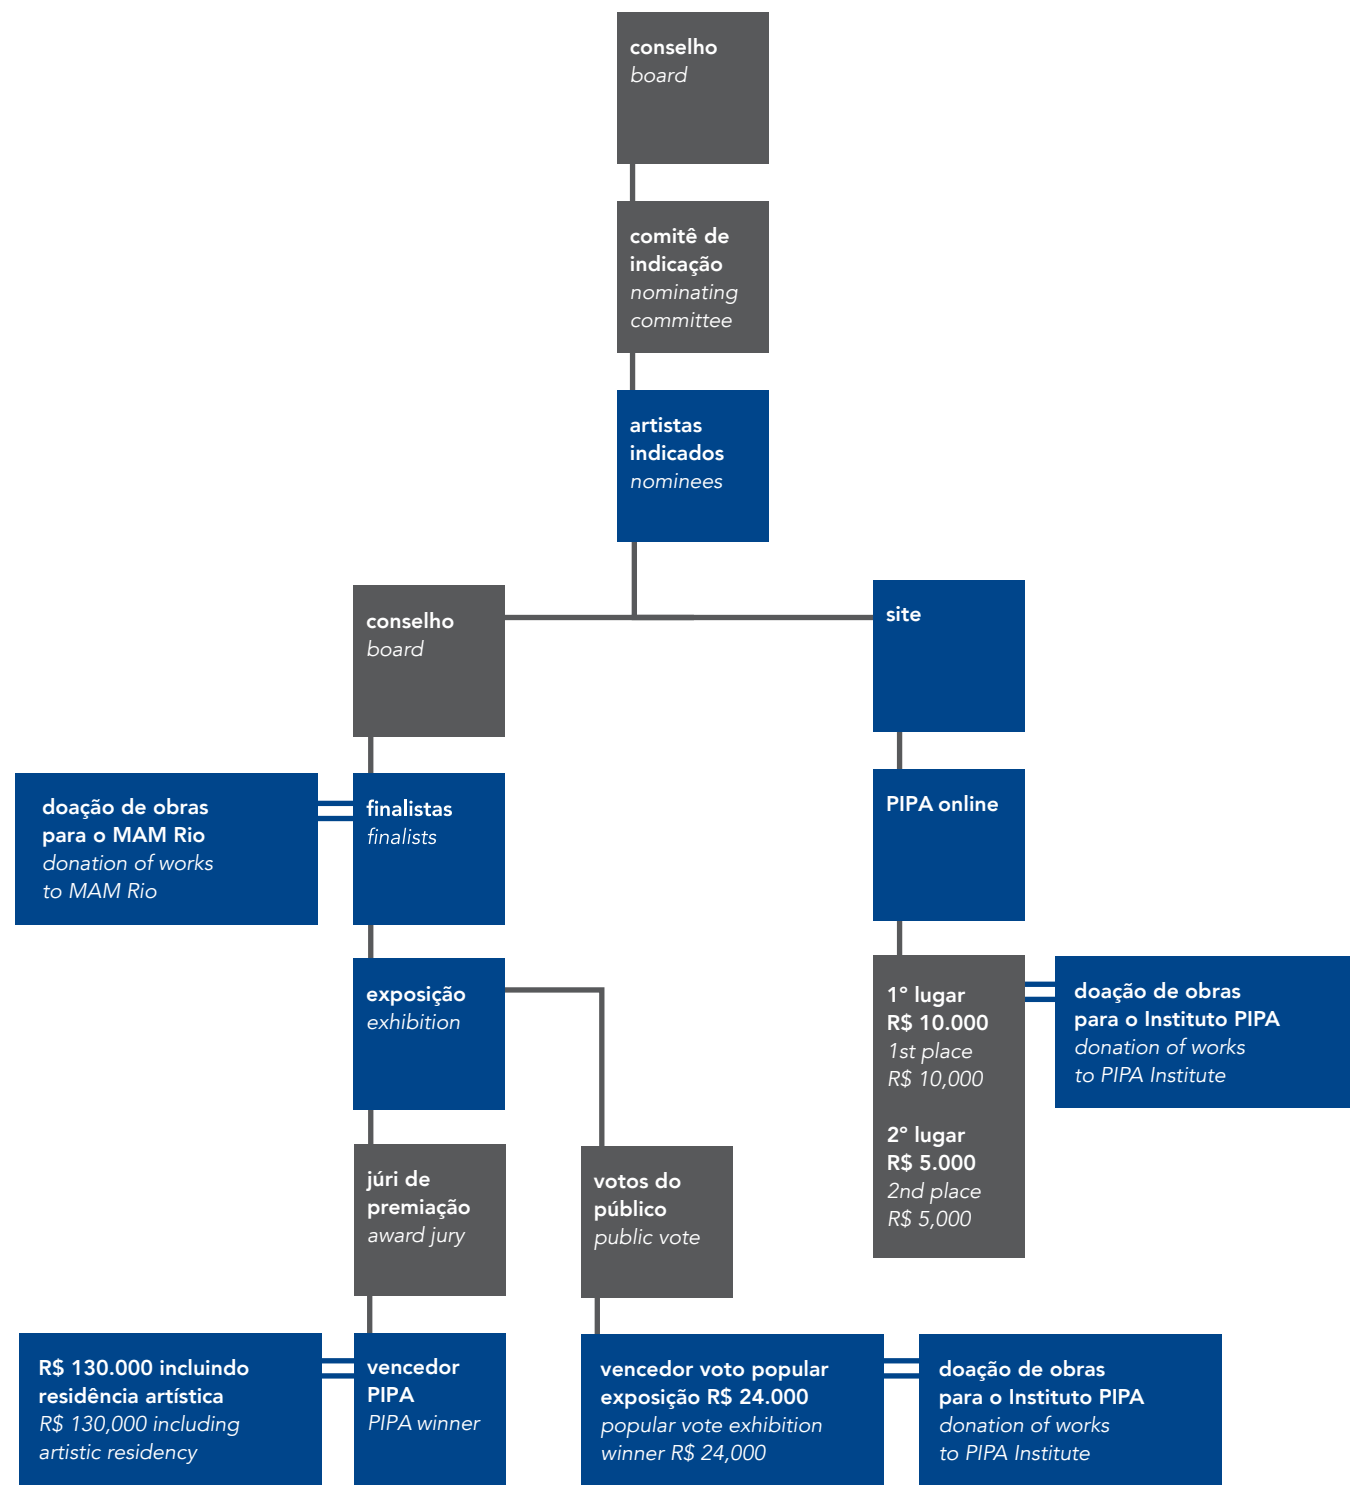 conselho
board
comitê de
indicação
nominating
committee
artistas
indicados
nominees
conselho
board
site
finalistas
finalists
doação de obras
para o MAM Rio
donation of works
to MAM Rio
PIPA online
exposição
exhibition
1º lugar
R$ 10.000
1st place
R$ 10,000
2º lugar
R$ 5.000
2nd place
R$ 5,000
doação de obras
para o Instituto PIPA
donation of works
to PIPA Institute
júri de
premiação
award jury
votos do
público
public vote
R$ 130.000 incluindo
residência artística
R$ 130,000 including
artistic residency
vencedor
PIPA
PIPA winner
vencedor voto popular
exposição R$ 24.000
popular vote exhibition
winner R$ 24,000
doação de obras
para o Instituto PIPA
donation of works
to PIPA Institute